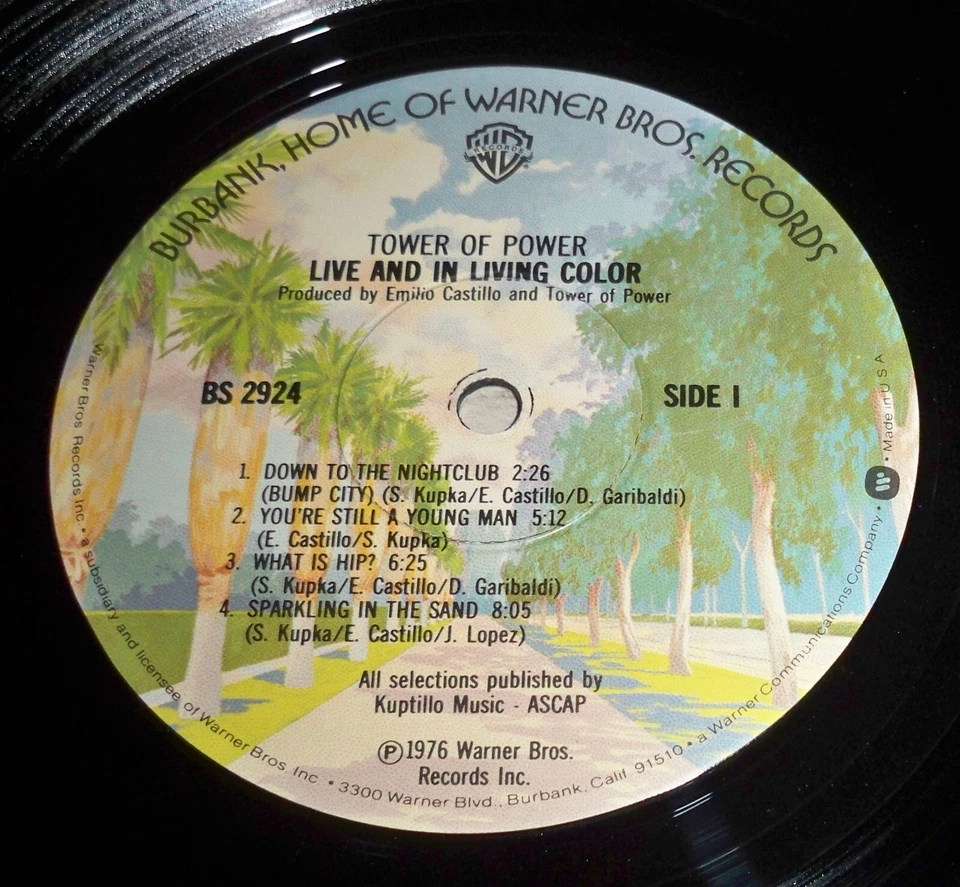 BURBANK, HOME OF WARNER BROS. RECORDS
WB
RECORDS
TOWER OF POWER
LIVE AND IN LIVING COLOR
Produced by Emilio Castillo and Tower of Power
BS 2924
SIDE 1
1. DOWN TO THE NIGHTCLUB 2:26
(BUMP CITY) (S. Kupka/E. Castillo/D. Garibaldi)
2. YOU'RE STILL A YOUNG MAN 5:12
(E. Castillo/S. Kupka)
3. WHAT IS HIP? 6:25
(S. Kupka/E. Castillo/D. Garibaldi)
4. SPARKLING IN THE SAND 8:05
(S. Kupka/E. Castillo/J. Lopez)
All selections published by
Kuptillo Music - ASCAP
℗1976 Warner Bros.
Records Inc.
Warner Bros Records Inc. • a subsidiary and licensee of Warner Bros Inc • 3300 Warner Blvd., Burbank, Calif 91510 • a Warner Communications Company • Made in U S A